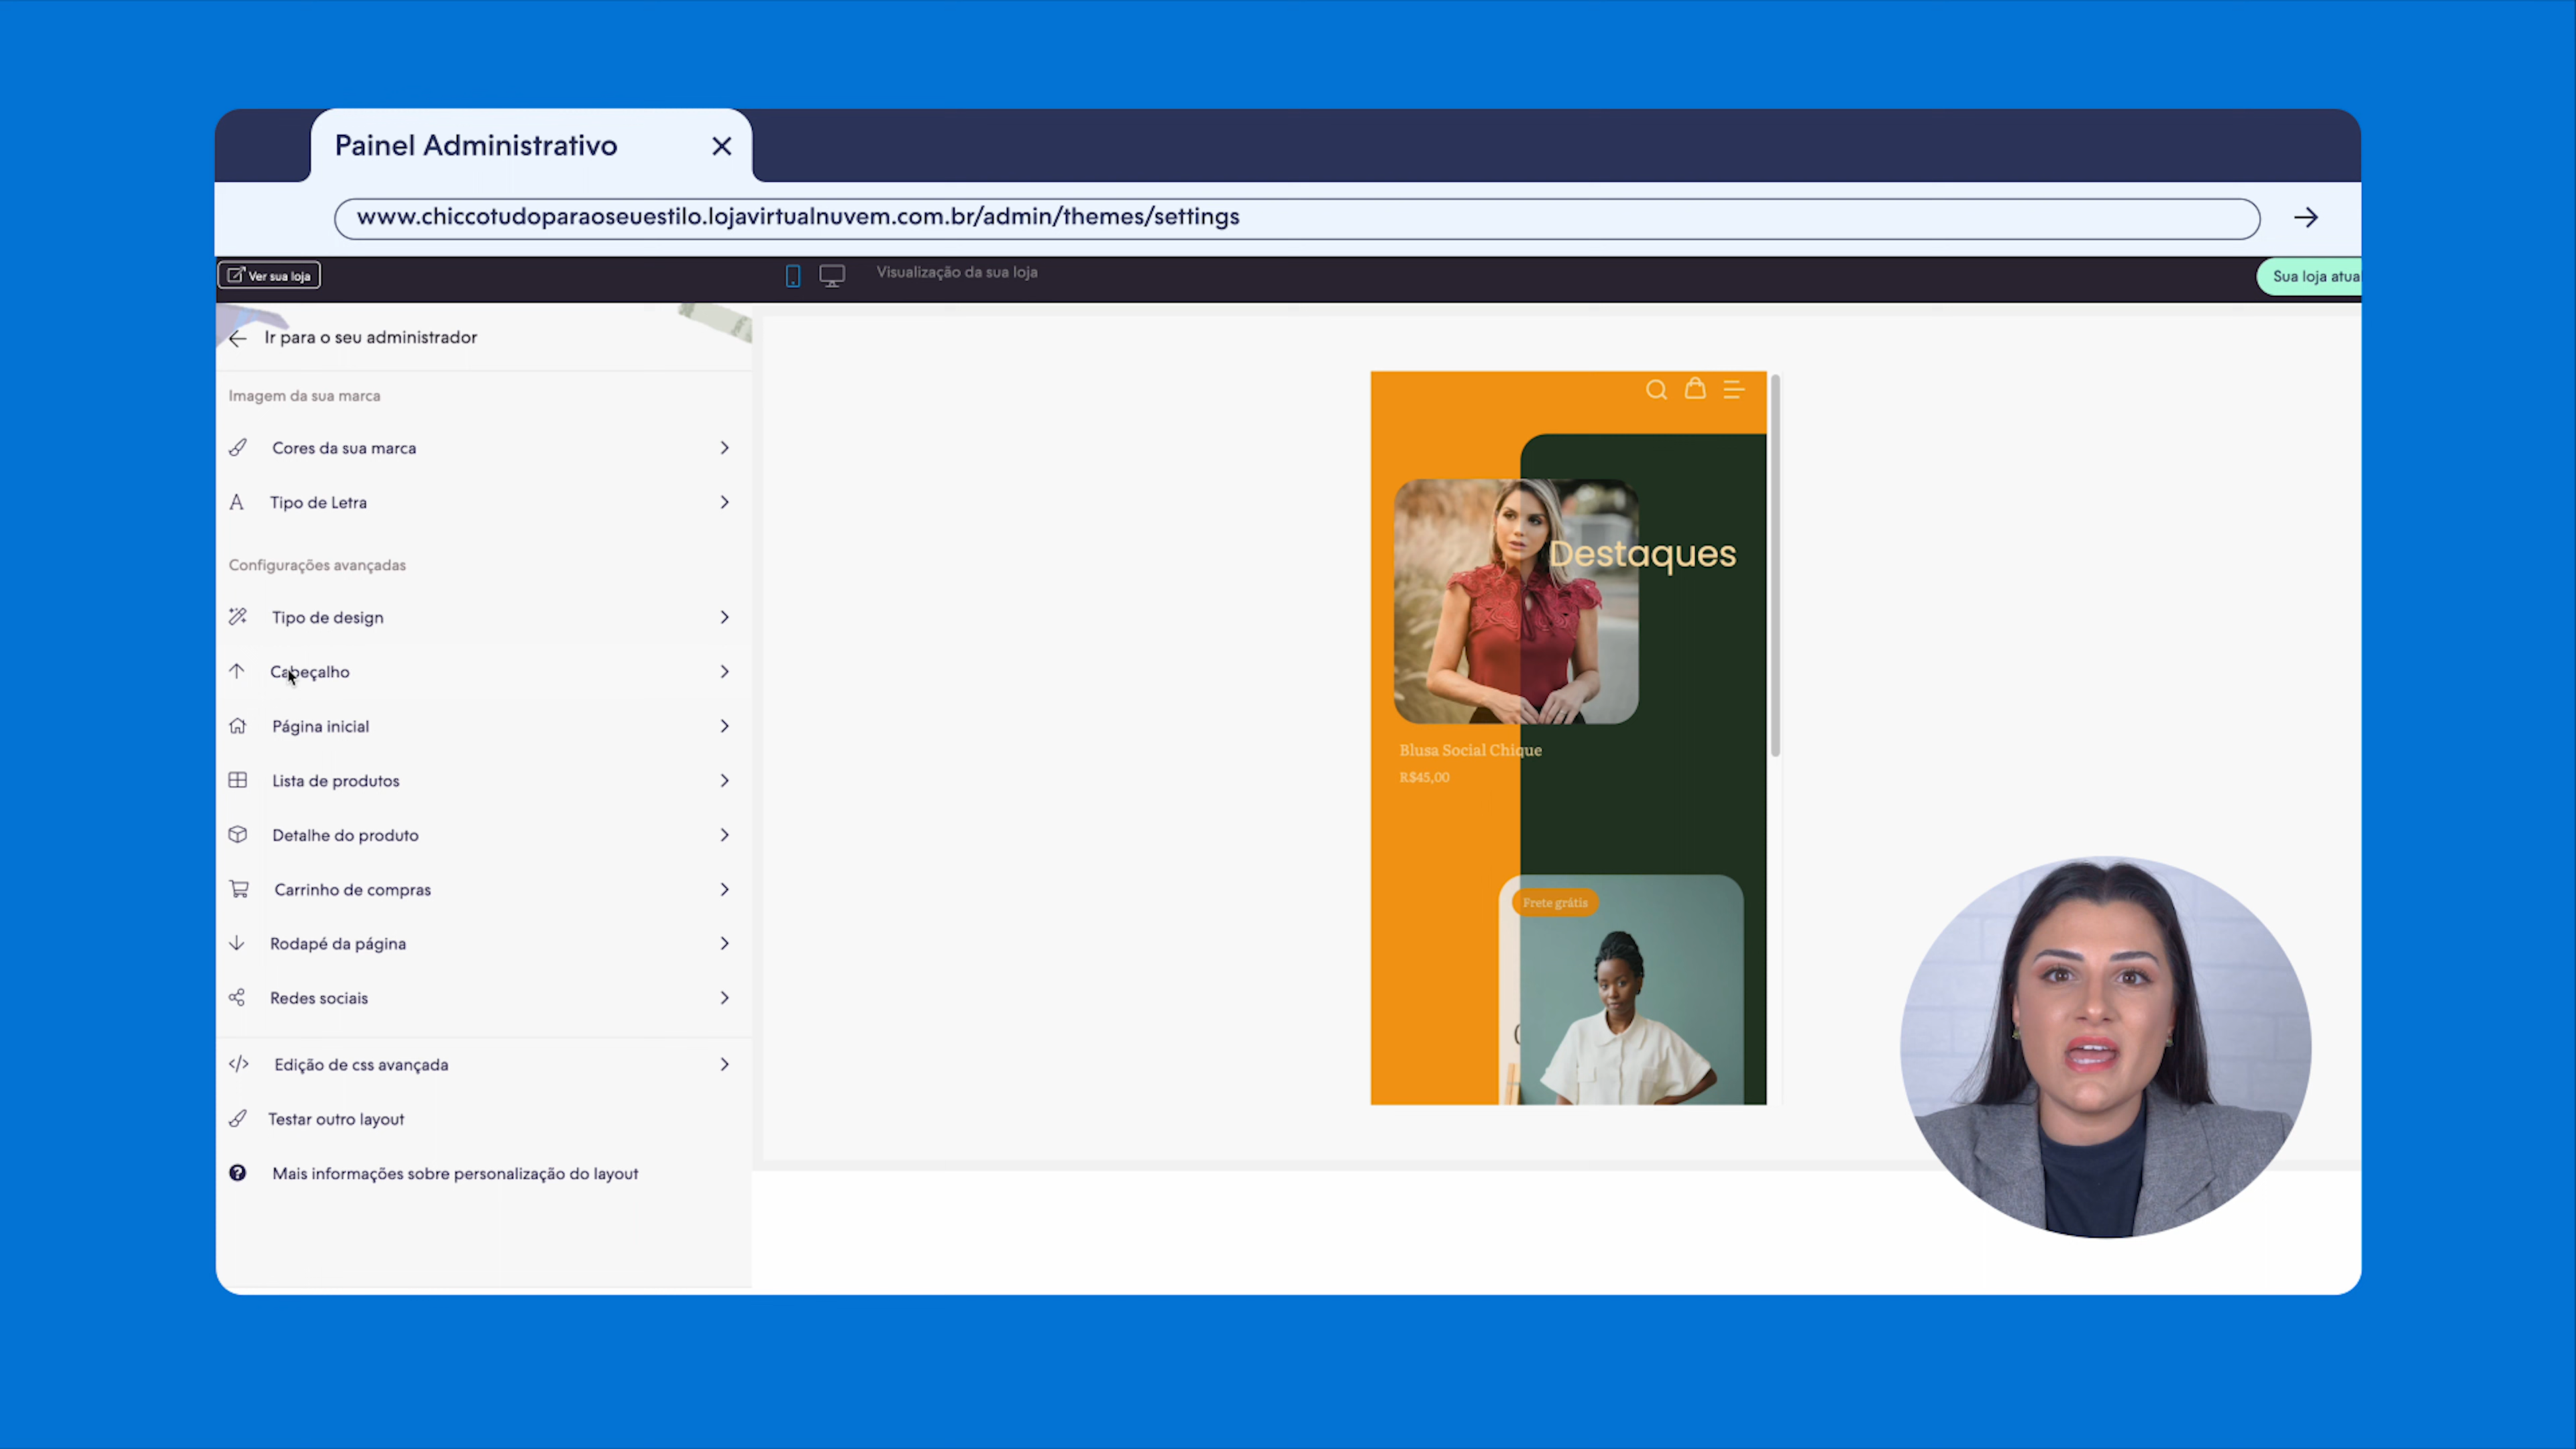 Painel Administrativo
www.chiccotudoparaoseuestilo.lojavirtualnuvem.com.br/admin/themes/settings
Ver sua loja
Visualização da sua loja
Sua loja atual
Ir para o seu administrador
Imagem da sua marca
Cores da sua marca
Tipo de Letra
Configurações avançadas
Tipo de design
Cabeçalho
Página inicial
Lista de produtos
Detalhe do produto
Carrinho de compras
Rodapé da página
Redes sociais
Edição de css avançada
Testar outro layout
Mais informações sobre personalização do layout
Destaques
Blusa Social Chique
R$45,00
Frete grátis